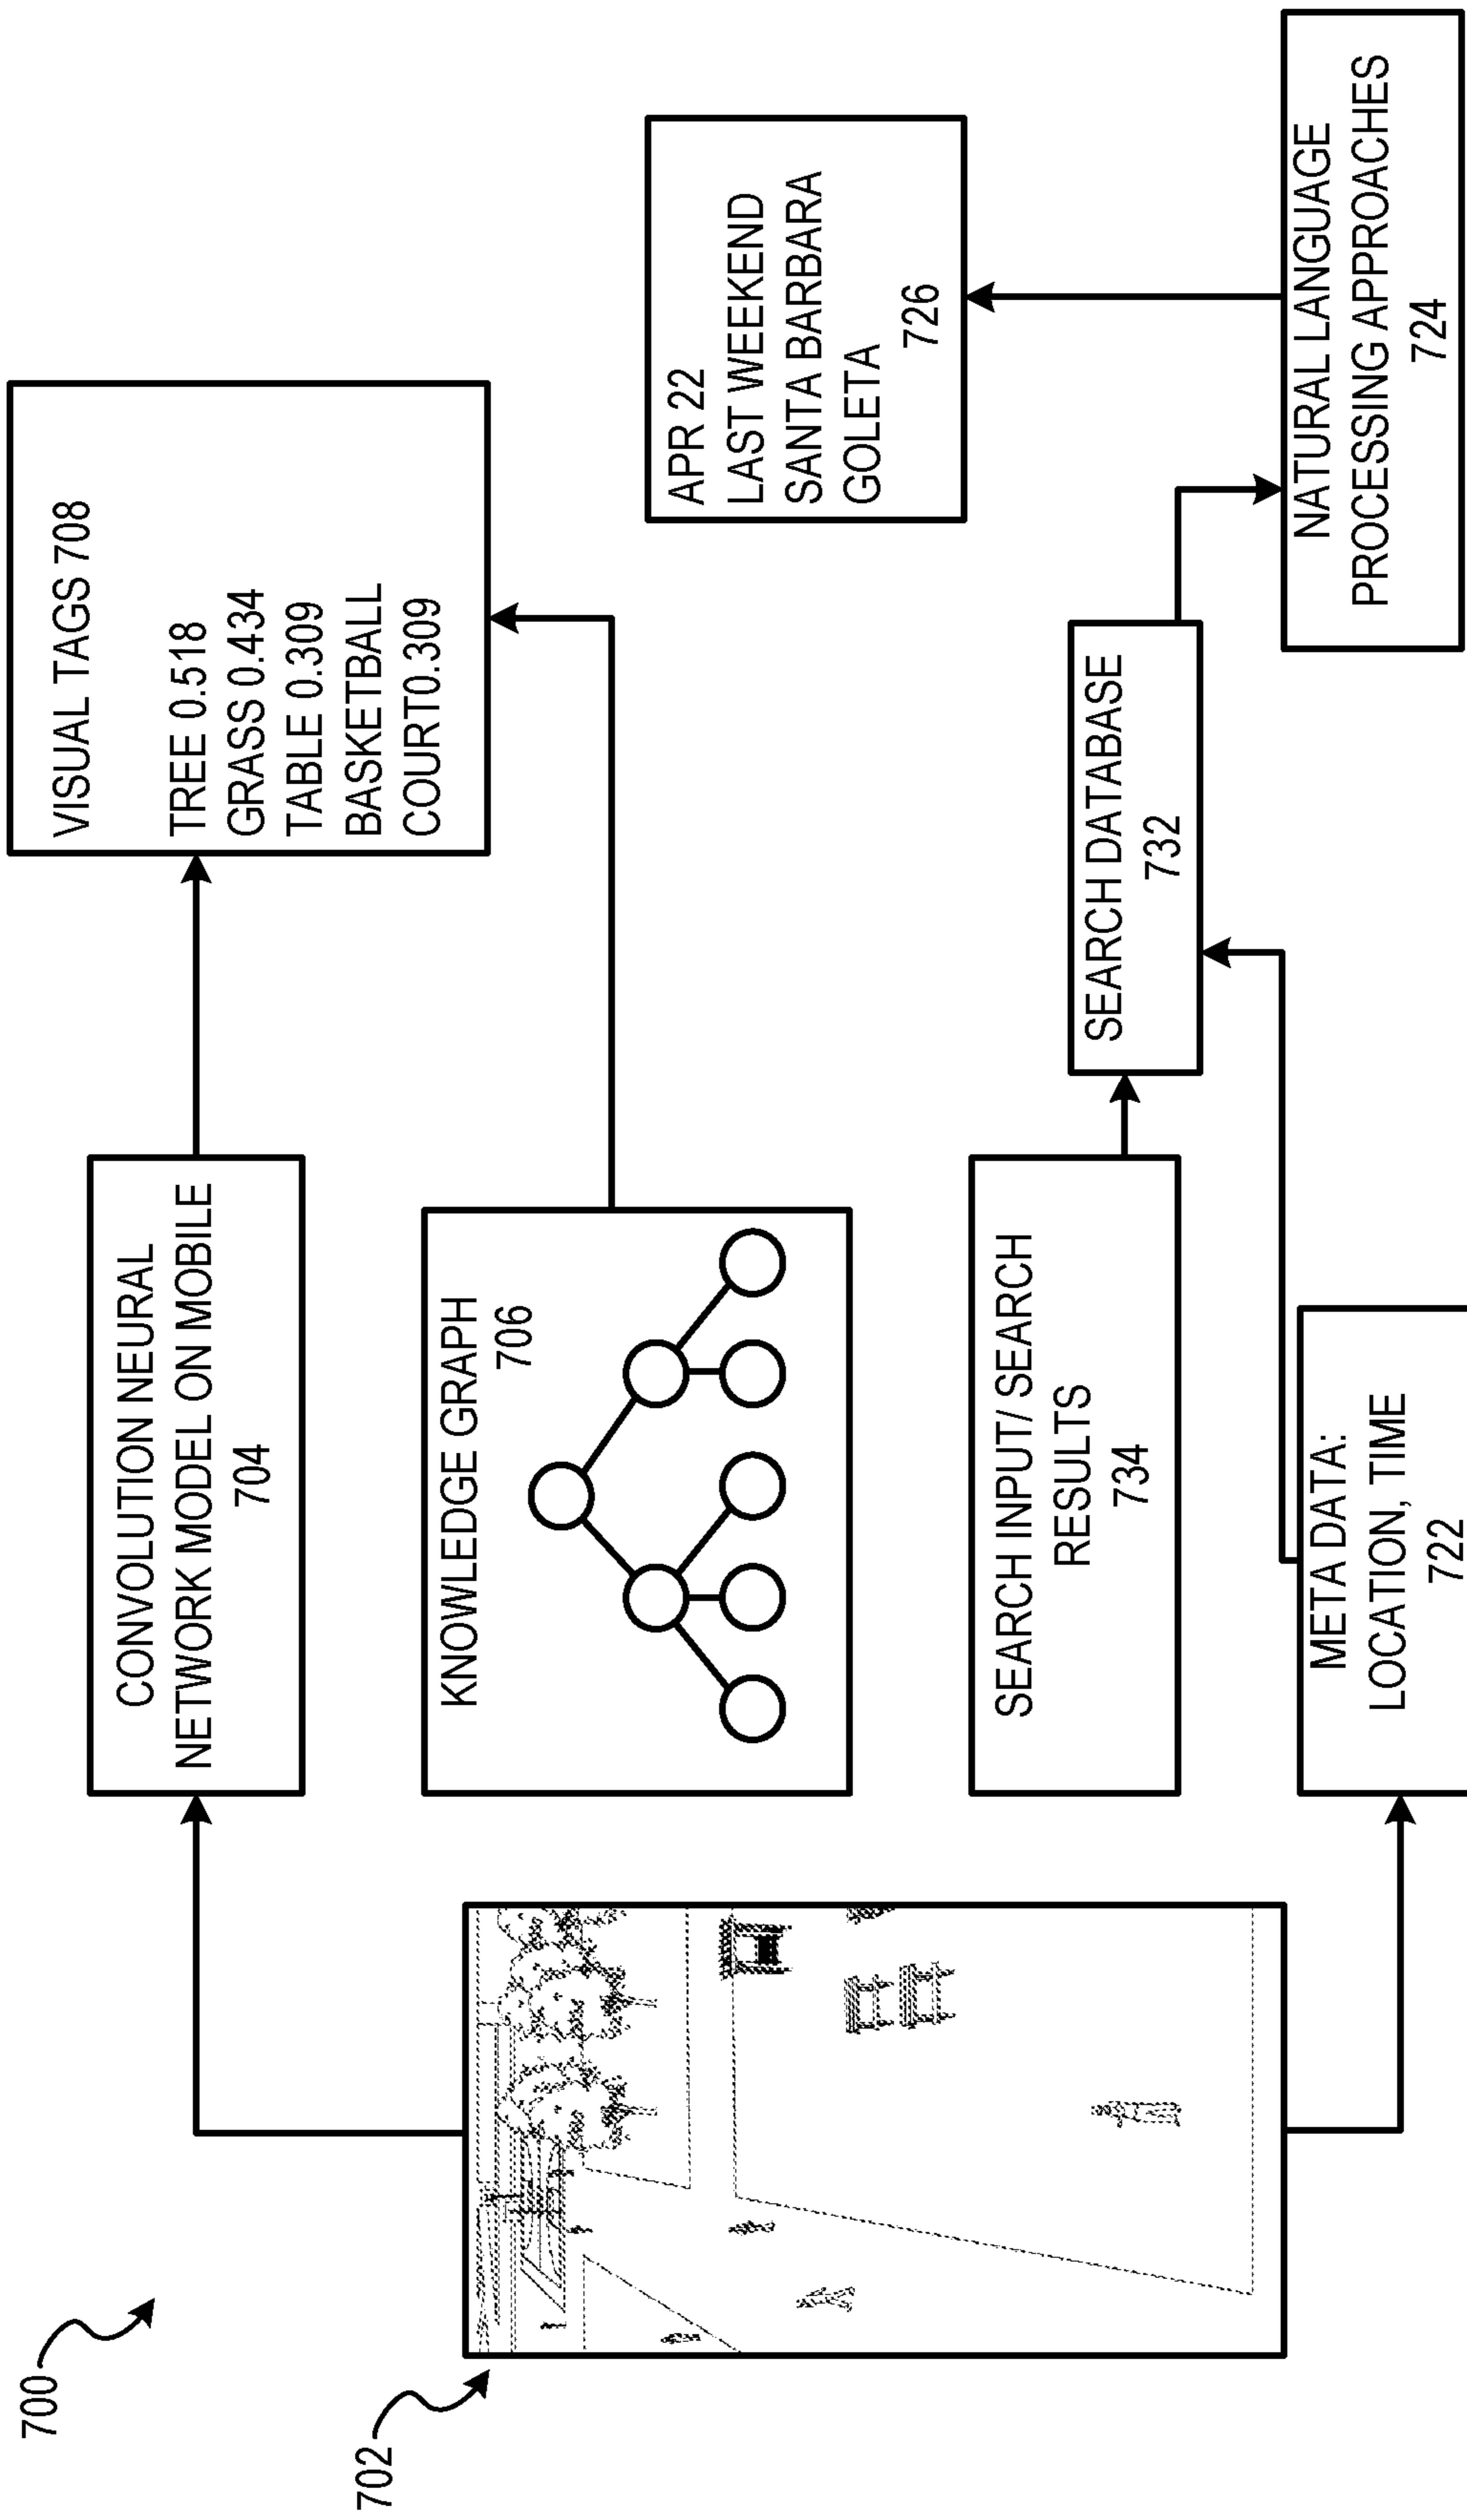 700
702
CONVOLUTION NEURAL
NETWORK MODEL ON MOBILE
704
VISUAL TAGS 708
TREE 0.518
GRASS 0.434
TABLE 0.309
BASKETBALL
COURT0.309
KNOWLEDGE GRAPH
706
APR 22
LAST WEEKEND
SANTA BARBARA
GOLETA
726
SEARCH INPUT/ SEARCH
RESULTS
734
SEARCH DATABASE
732
META DATA:
LOCATION, TIME
722
NATURAL LANGUAGE
PROCESSING APPROACHES
724